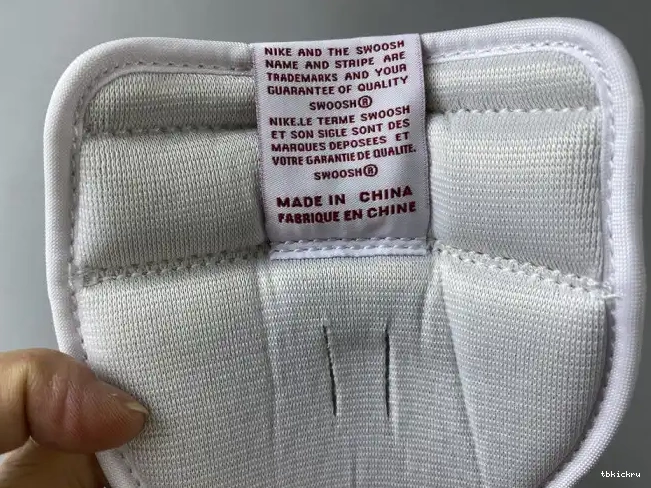 NIKE AND THE SWOOSH
NAME AND STRIPE ARE
TRADEMARKS AND YOUR
GUARANTEE OF QUALITY
SWOOSH®
NIKE.LE TERME SWOOSH
ET SON SIGLE SONT DES
MARQUES DEPOSEES ET
VOTRE GARANTIE DE QUALITE.
SWOOSH®
MADE IN CHINA
FABRIQUE EN CHINE
tbkickru